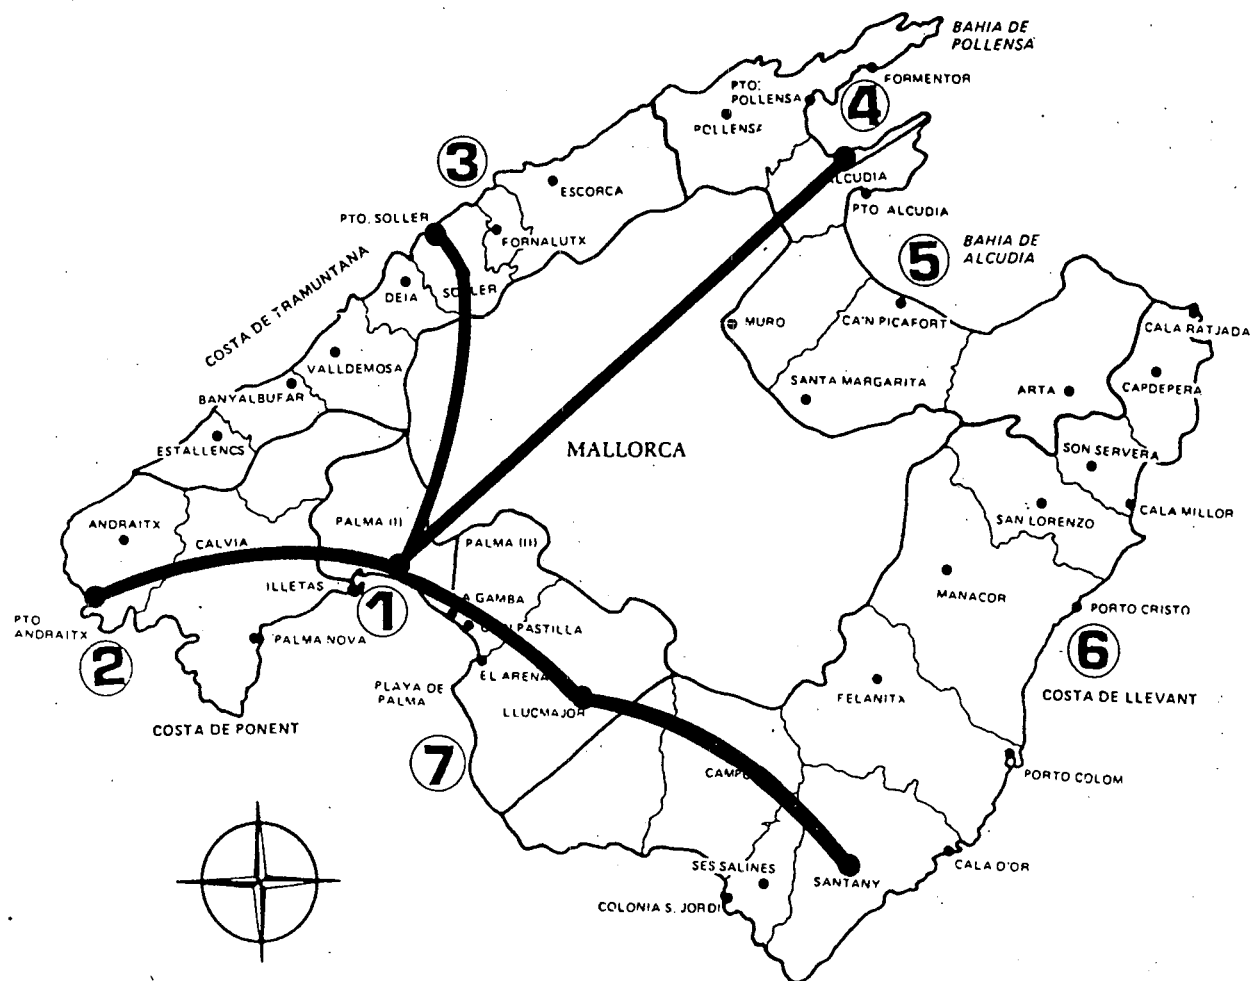 BAHIA DE
POLLENSA
FORMENTOR
PTO.
POLLENSA
4
POLLENSA
3
ESCORCA
ALCUDIA
PTO. ALCUDIA
PTO. SOLLER
FORNALUTX
BAHIA DE
ALCUDIA
5
DEIA
SOLLER
COSTA DE TRAMUNTANA
MURO
CA'N PICAFORT
CALA RATJADA
VALLDEMOSA
SANTA MARGARITA
ARTA
CAPDEPERA
BANYALBUFAR
ESTALLENCS
MALLORCA
SON SERVERA
CALA MILLOR
SAN LORENZO
ANDRAITX
PALMA (I)
CALVIA
PALMA (II)
ILLETAS
1
A GAMBA
PASTILLA
MANACOR
PORTO CRISTO
PTO
ANDRAITX
2
PALMA NOVA
6
EL ARENA
PLAYA DE
PALMA
LLUCMAJOR
FELANITX
COSTA DE LLEVANT
COSTA DE PONENT
7
CAMPO
PORTO COLOM
SES SALINES
SANTANY
CALA D'OR
COLONIA S. JORDI